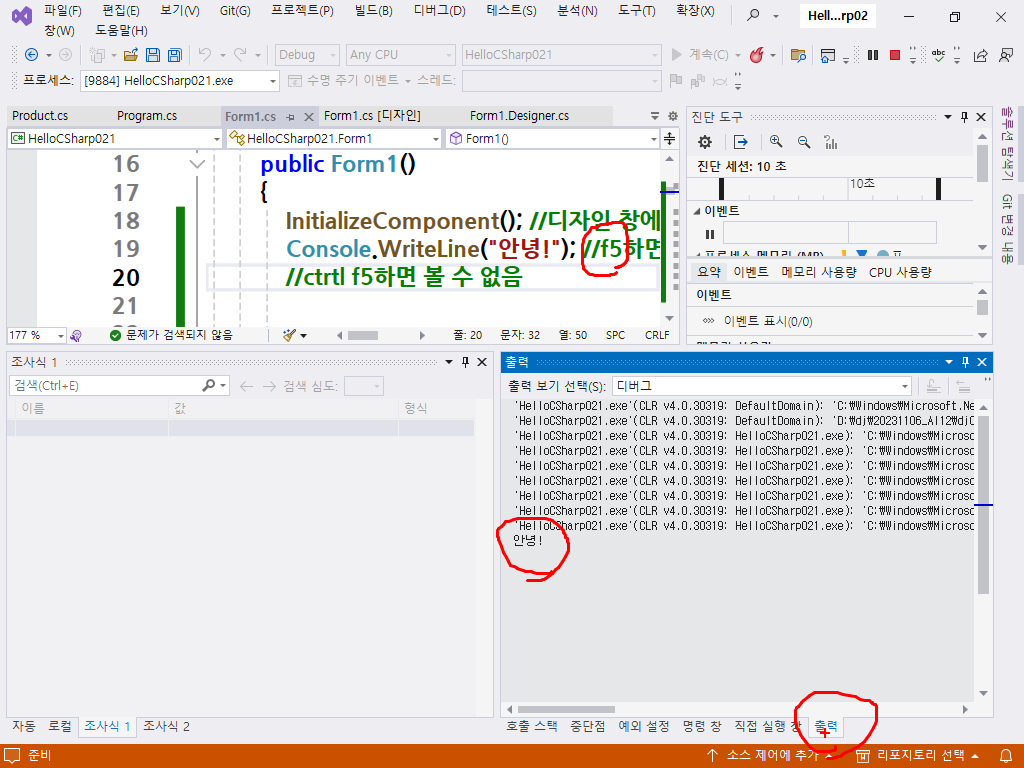 파일(F) 편집(E) 보기(V) Git(G) 프로젝트(P) 빌드(B) 디버그(D) 테스트(S) 분석(N) 도구(T) 확장(X) Hell...rp02
창(W) 도움말(H)
Debug Any CPU HelloCSharp021 계속(C)
프로세스: [9884] HelloCSharp021.exe 수명 주기 이벤트 스레드:
Product.cs Program.cs Form1.cs Form1.cs [디자인] Form1.Designer.cs
HelloCSharp021 HelloCSharp021.Form1 Form1()
16 public Form1()
17 {
18 InitializeComponent(); //디자인 창에
19 Console.WriteLine("안녕!"); //f5하면
20 //ctrtl f5하면 볼 수 없음
21
177 % 문제가 검색되지 않음 줄: 20 문자: 32 열: 50 SPC CRLF
진단 도구
진단 세션: 10 초
10초
이벤트
프로세스 메모리 (MB)
요약 이벤트 메모리 사용량 CPU 사용량
이벤트
이벤트 표시(0/0)
메모리 사용량
솔루션 탐색기
Git 변경 내용
조사식 1
검색(Ctrl+E) 검색 심도:
이름 값 형식
자동 로컬 조사식 1 조사식 2
출력
출력 보기 선택(S): 디버그
'HelloCSharp021.exe'(CLR v4.0.30319: DefaultDomain): 'C:\Windows\Microsoft.Ne
'HelloCSharp021.exe'(CLR v4.0.30319: DefaultDomain): 'D:\dj\20231106_AI12\djC
'HelloCSharp021.exe'(CLR v4.0.30319: HelloCSharp021.exe): 'C:\Windows\Microsc
'HelloCSharp021.exe'(CLR v4.0.30319: HelloCSharp021.exe): 'C:\Windows\Microsc
'HelloCSharp021.exe'(CLR v4.0.30319: HelloCSharp021.exe): 'C:\Windows\Microsc
'HelloCSharp021.exe'(CLR v4.0.30319: HelloCSharp021.exe): 'C:\Windows\Microsc
'HelloCSharp021.exe'(CLR v4.0.30319: HelloCSharp021.exe): 'C:\Windows\Microsc
'HelloCSharp021.exe'(CLR v4.0.30319: HelloCSharp021.exe): 'C:\Windows\Microsc
'HelloCSharp021.exe'(CLR v4.0.30319: HelloCSharp021.exe): 'C:\Windows\Microsc
안녕!
호출 스택 중단점 예외 설정 명령 창 직접 실행 창 출력
준비 소스 제어에 추가 리포지토리 선택